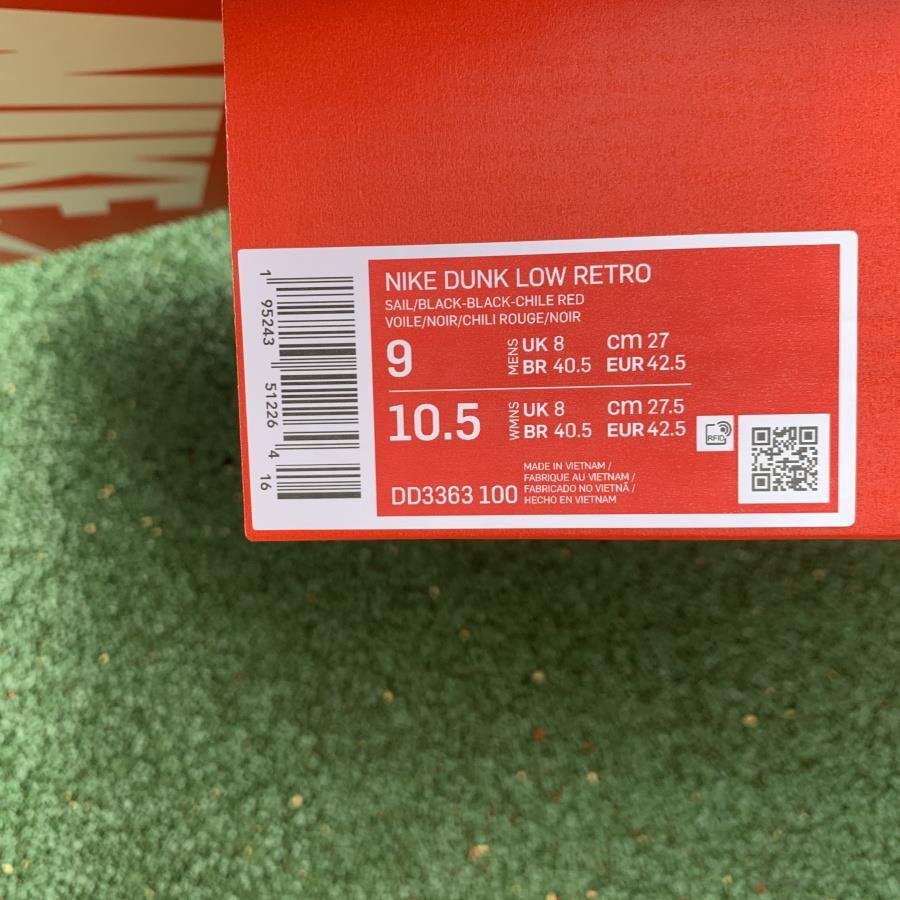 NIKE
NIKE DUNK LOW RETRO
SAIL/BLACK-BLACK-CHILE RED
VOILE/NOIR/CHILI ROUGE/NOIR
9 MENS UK 8 cm 27
BR 40.5 EUR 42.5
10.5 WMNS UK 8 cm 27.5
BR 40.5 EUR 42.5
RFID
DD3363 100
MADE IN VIETNAM /
FABRIQUE AU VIETNAM /
FABRICADO NO VIETNÃ /
HECHO EN VIETNAM
1 95243 51226 4 16